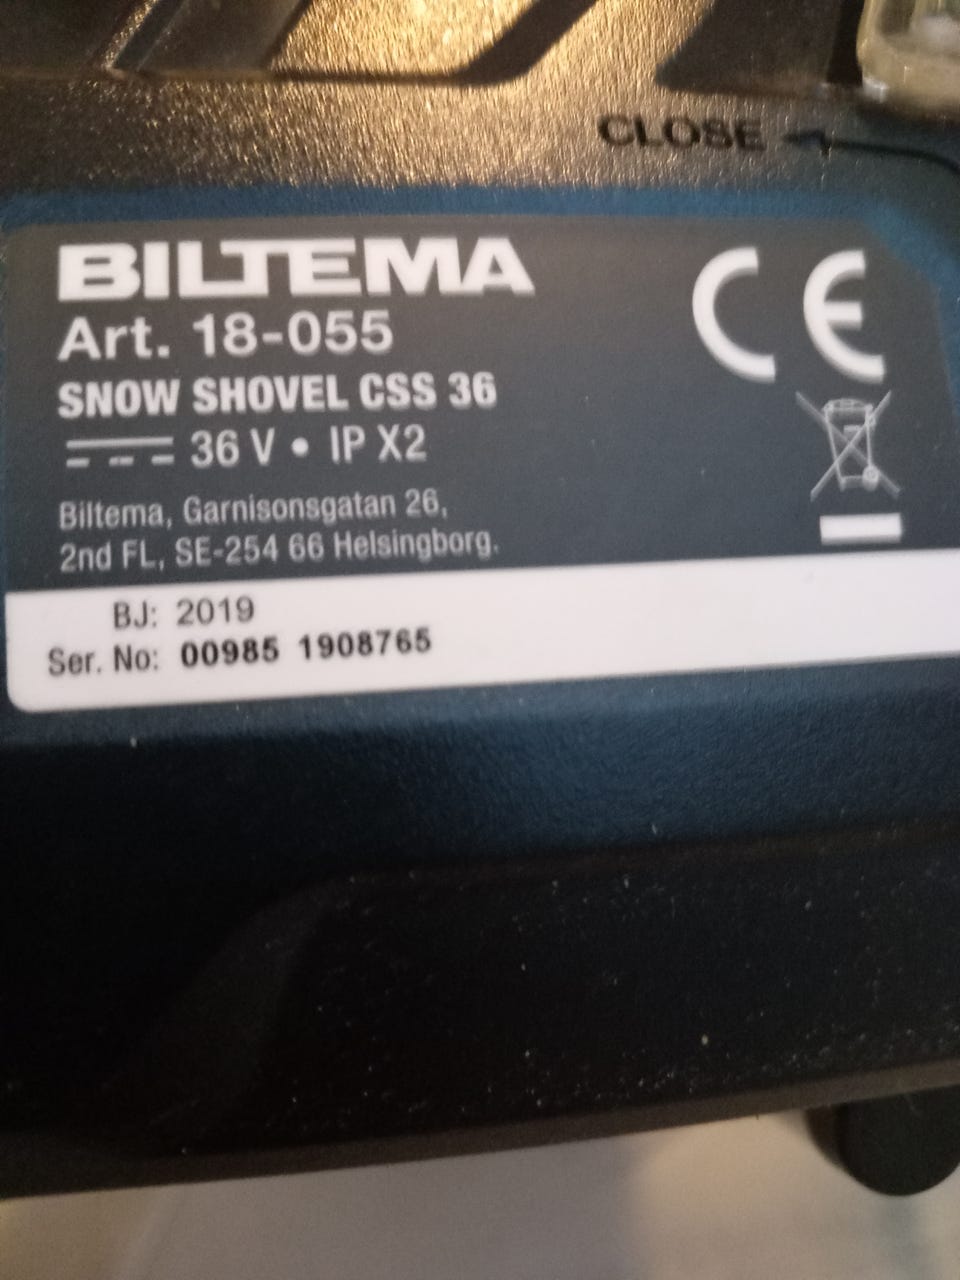 CLOSE
BILTEMA
Art. 18-055
SNOW SHOVEL CSS 36
36 V • IP X2
Biltema, Garnisonsgatan 26,
2nd FL, SE-254 66 Helsingborg.
CE
BJ: 2019
Ser. No: 00985 1908765